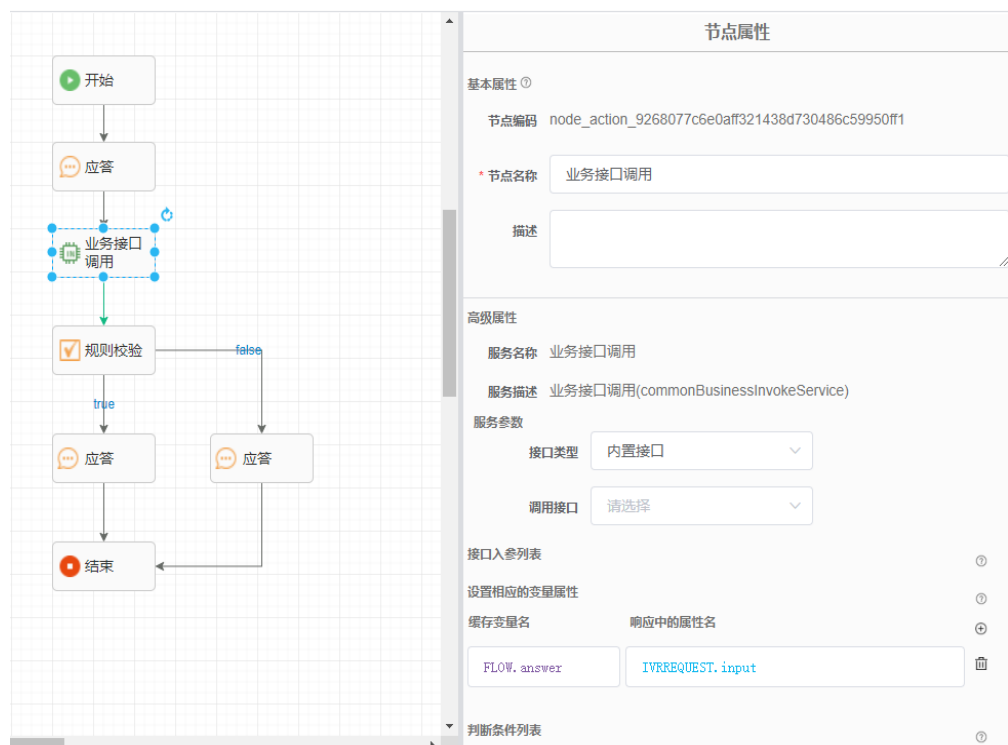 开始
应答
业务接口
调用
规则校验
false
true
应答
应答
结束
节点属性
基本属性
节点编码 node_action_9268077c6e0aff321438d730486c59950ff1
* 节点名称 业务接口调用
描述
高级属性
服务名称 业务接口调用
服务描述 业务接口调用(commonBusinessInvokeService)
服务参数
接口类型 内置接口
调用接口 请选择
接口入参列表
设置相应的变量属性
缓存变量名 响应中的属性名
FLOW.answer IVRREQUEST.input
判断条件列表